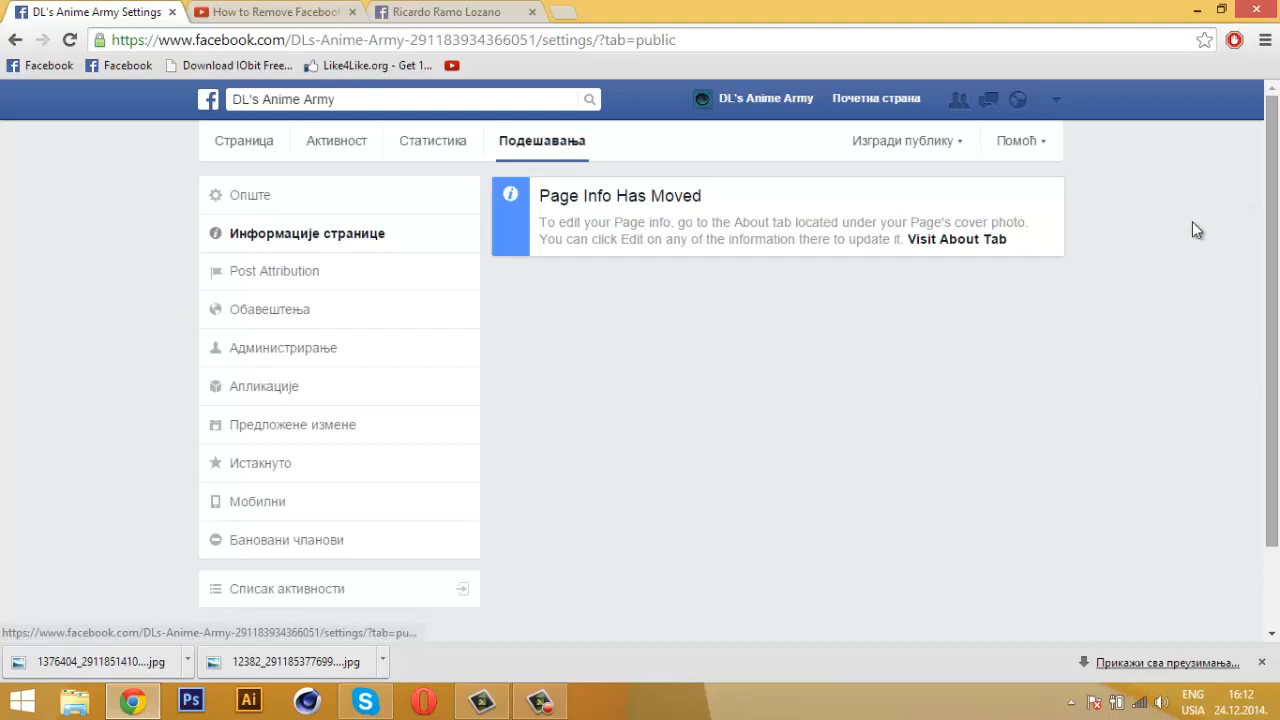 DL's Anime Army Settings
How to Remove Facebook
Ricardo Ramo Lozano
https://www.facebook.com/DLs-Anime-Army-291183934366051/settings/?tab=public
Facebook
Facebook
Download IObit Free...
Like4Like.org - Get 1...
DL's Anime Army
DL's Anime Army
Почетна страна
Страница
Активност
Статистика
Подешавања
Изгради публику
Помоћ
Опште
Информације странице
Post Attribution
Обавештења
Администрирање
Апликације
Предложене измене
Истакнуто
Мобилни
Бановани чланови
Списак активности
Page Info Has Moved
To edit your Page info, go to the About tab located under your Page's cover photo.
You can click Edit on any of the information there to update it. Visit About Tab
https://www.facebook.com/DLs-Anime-Army-291183934366051/settings/?tab=pu...
1376404_2911851410....jpg
12382_291185377699....jpg
Прикажи сва преузимања...
Ps
Ai
ENG
USIA
16:12
24.12.2014.